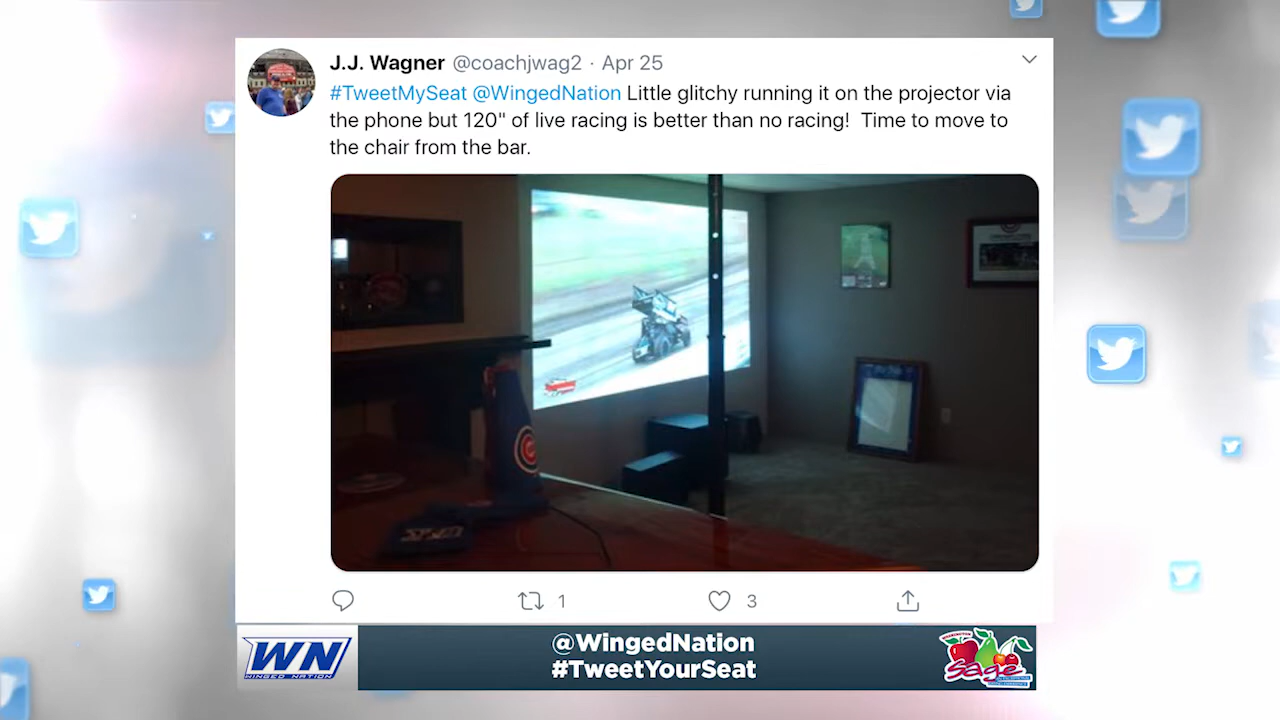 J.J. Wagner @coachjwag2 · Apr 25
#TweetMySeat @WingedNation Little glitchy running it on the projector via
the phone but 120" of live racing is better than no racing! Time to move to
the chair from the bar.
1
3
WN
WINGED NATION
@WingedNation
#TweetYourSeat
WASHINGTON
Sage